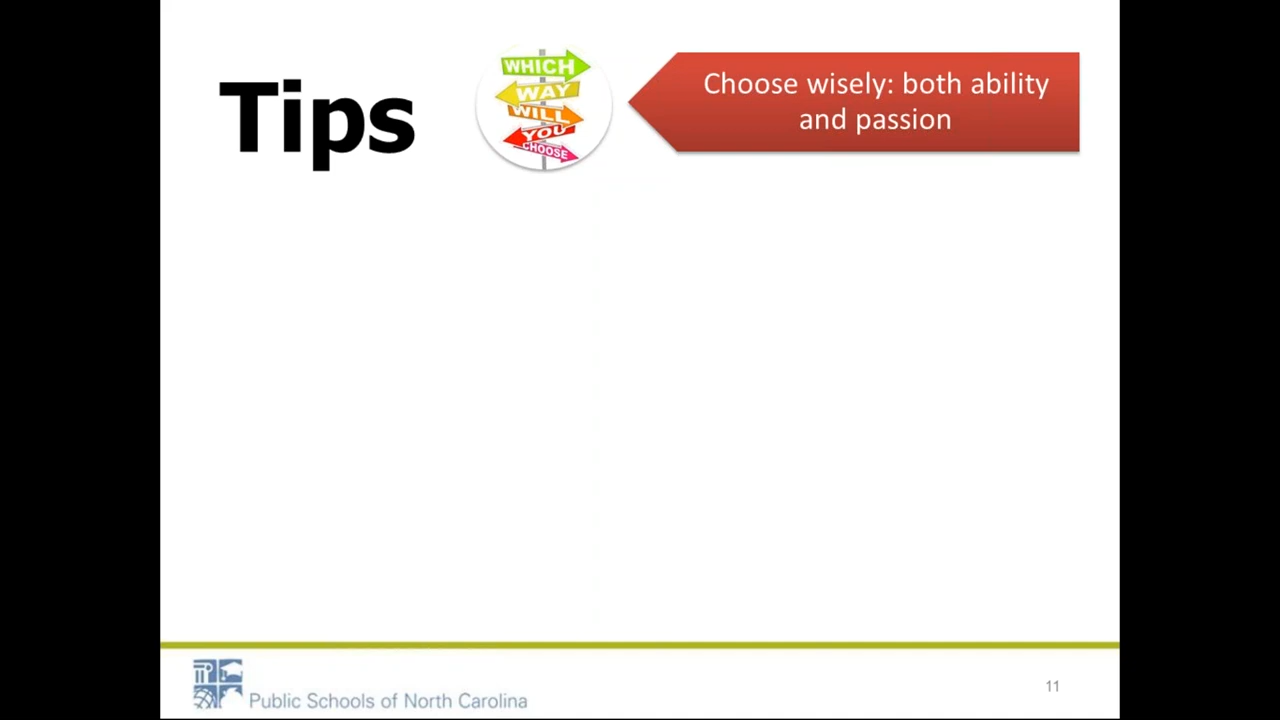 Tips
WHICH
WAY
WILL
YOU
CHOOSE
Choose wisely: both ability
and passion
Public Schools of North Carolina
11